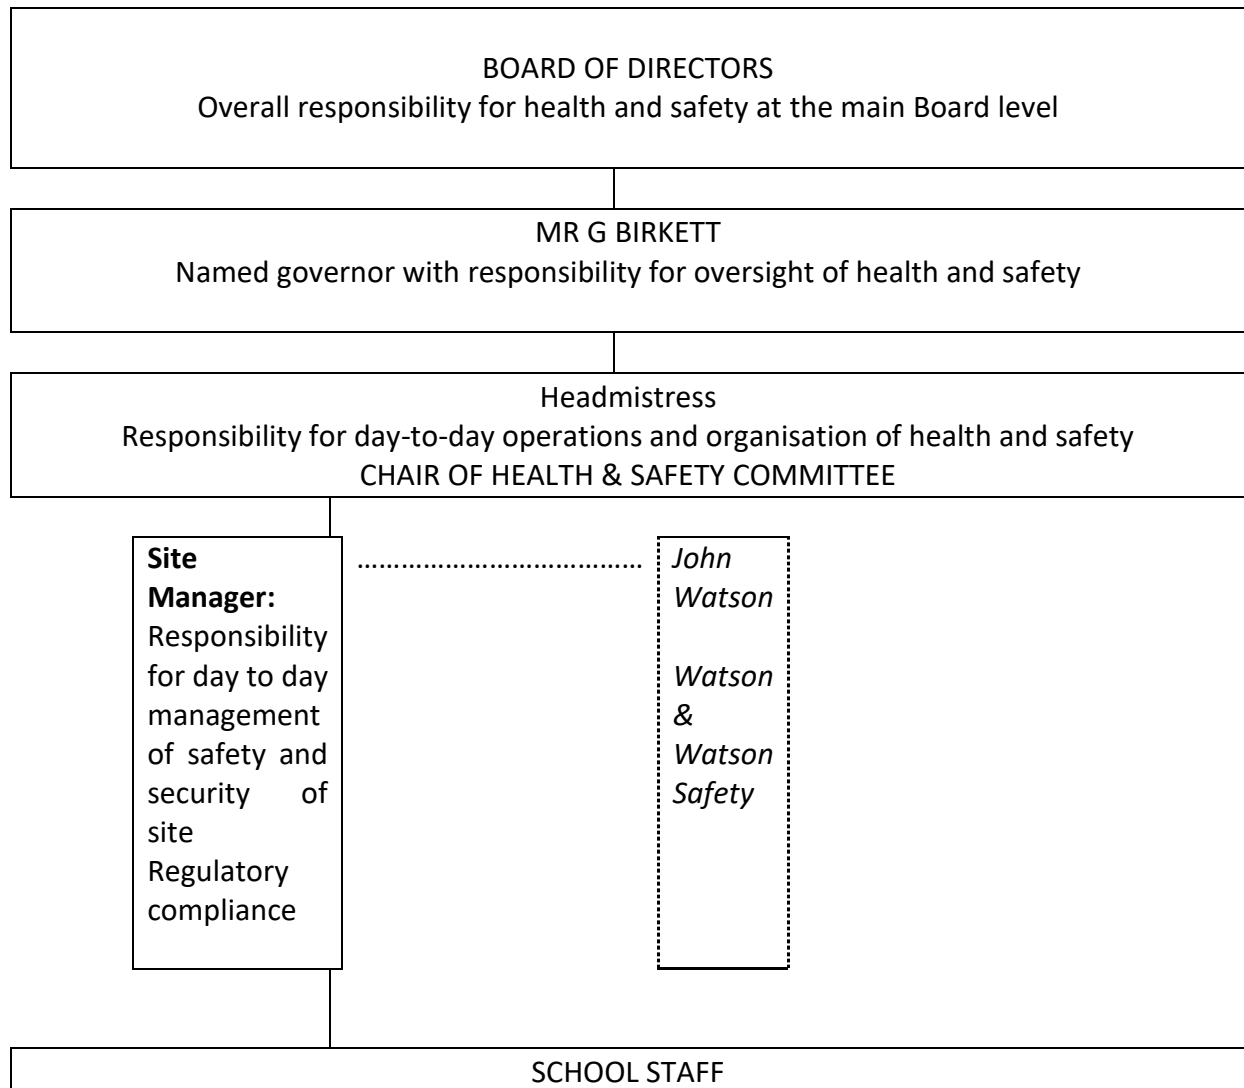 BOARD OF DIRECTORS
Overall responsibility for health and safety at the main Board level
MR G BIRKETT
Named governor with responsibility for oversight of health and safety
Headmistress
Responsibility for day-to-day operations and organisation of health and safety
CHAIR OF HEALTH & SAFETY COMMITTEE
Site
Manager:
Responsibility
for day to day
management
of safety and
security of
site
Regulatory
compliance
…………………………………
John
Watson
Watson
&
Watson
Safety
SCHOOL STAFF